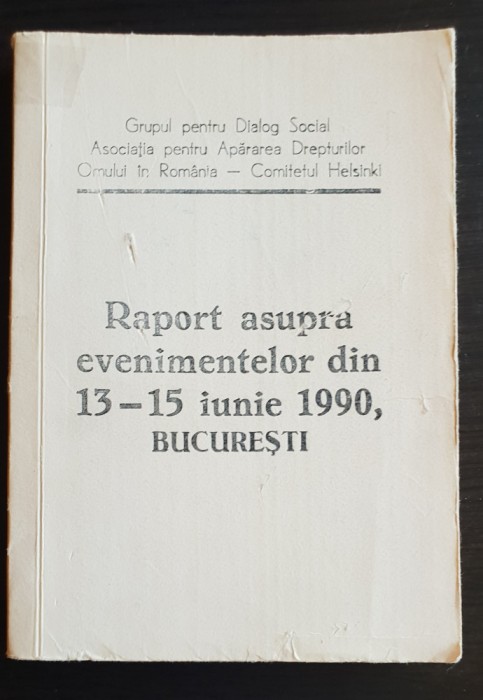 Grupul pentru Dialog Social
Asociația pentru Apărarea Drepturilor
Omului în România — Comitetul Helsinki
Raport asupra
evenimentelor din
13 – 15 iunie 1990,
BUCUREȘTI